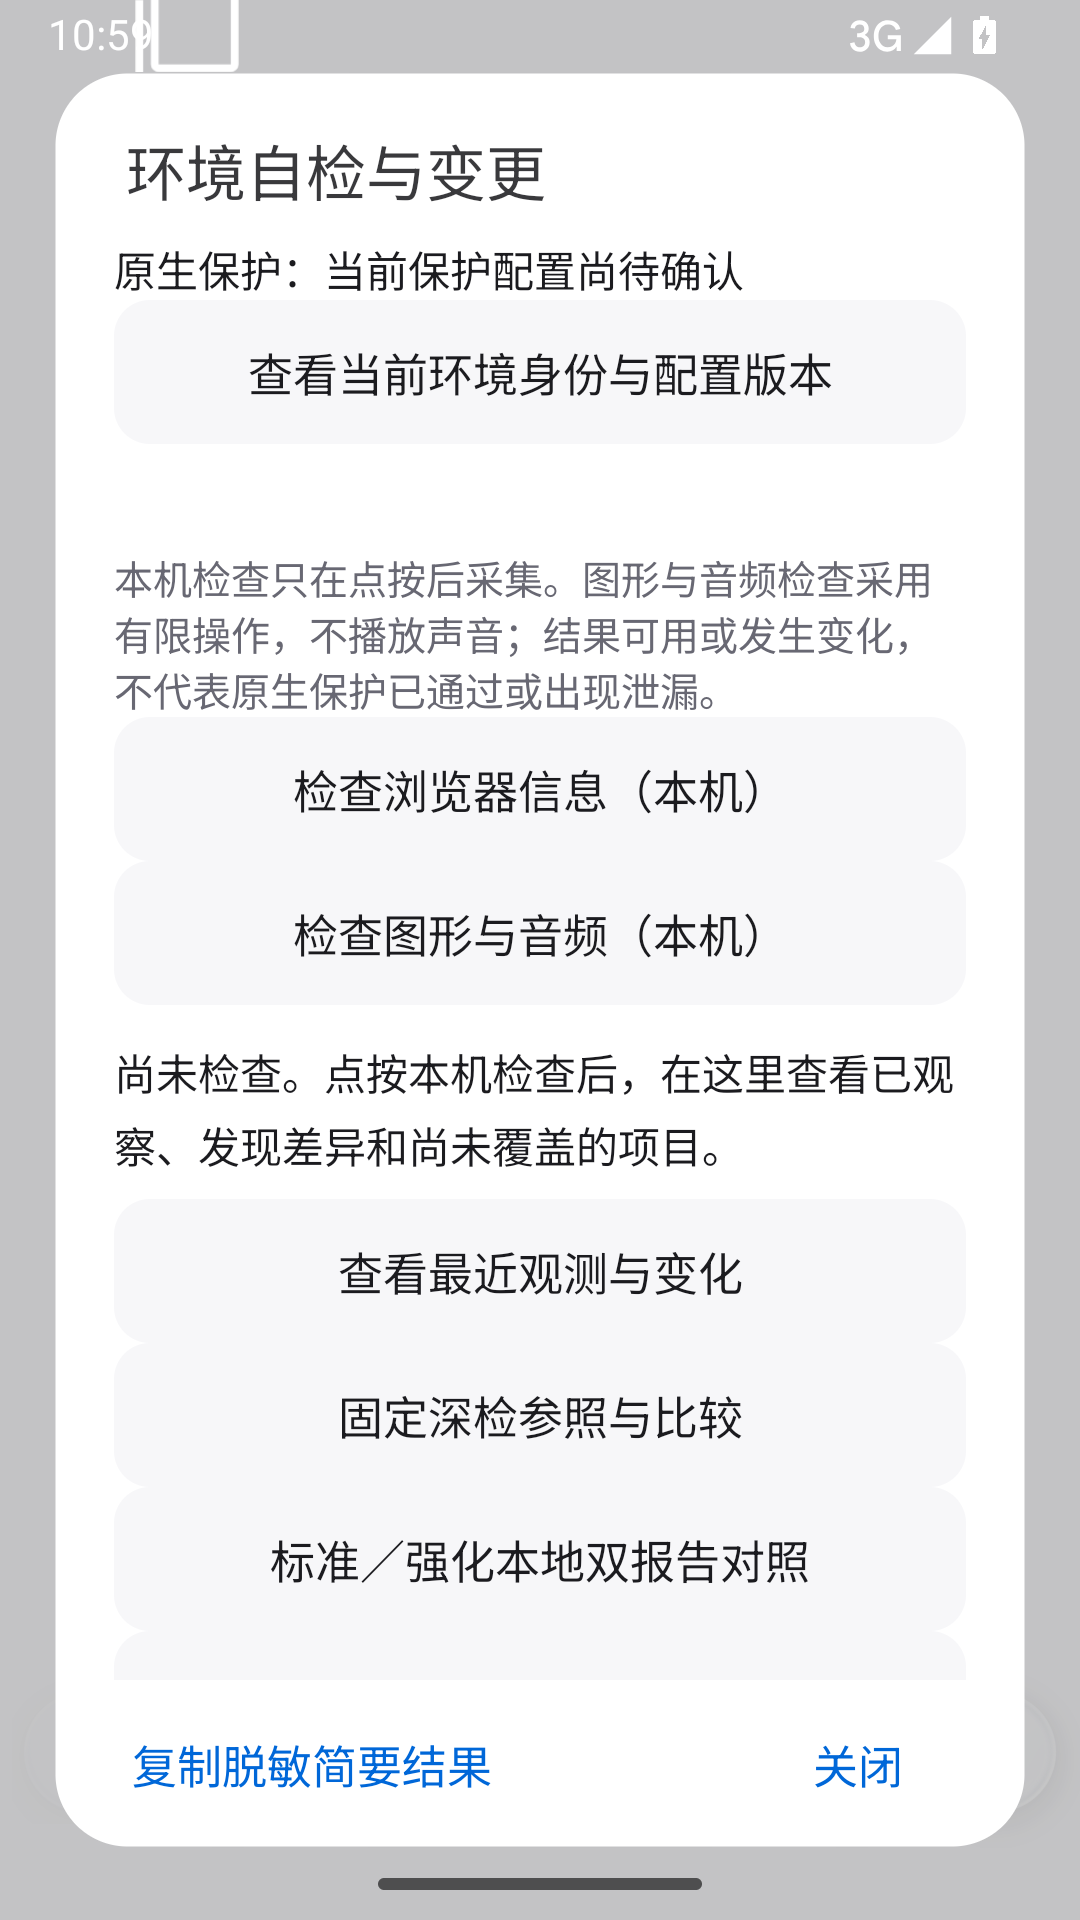 10:59
3G
环境自检与变更
原生保护：当前保护配置尚待确认
查看当前环境身份与配置版本
本机检查只在点按后采集。图形与音频检查采用
有限操作，不播放声音；结果可用或发生变化，
不代表原生保护已通过或出现泄漏。
检查浏览器信息（本机）
检查图形与音频（本机）
尚未检查。点按本机检查后，在这里查看已观
察、发现差异和尚未覆盖的项目。
查看最近观测与变化
固定深检参照与比较
标准／强化本地双报告对照
复制脱敏简要结果
关闭